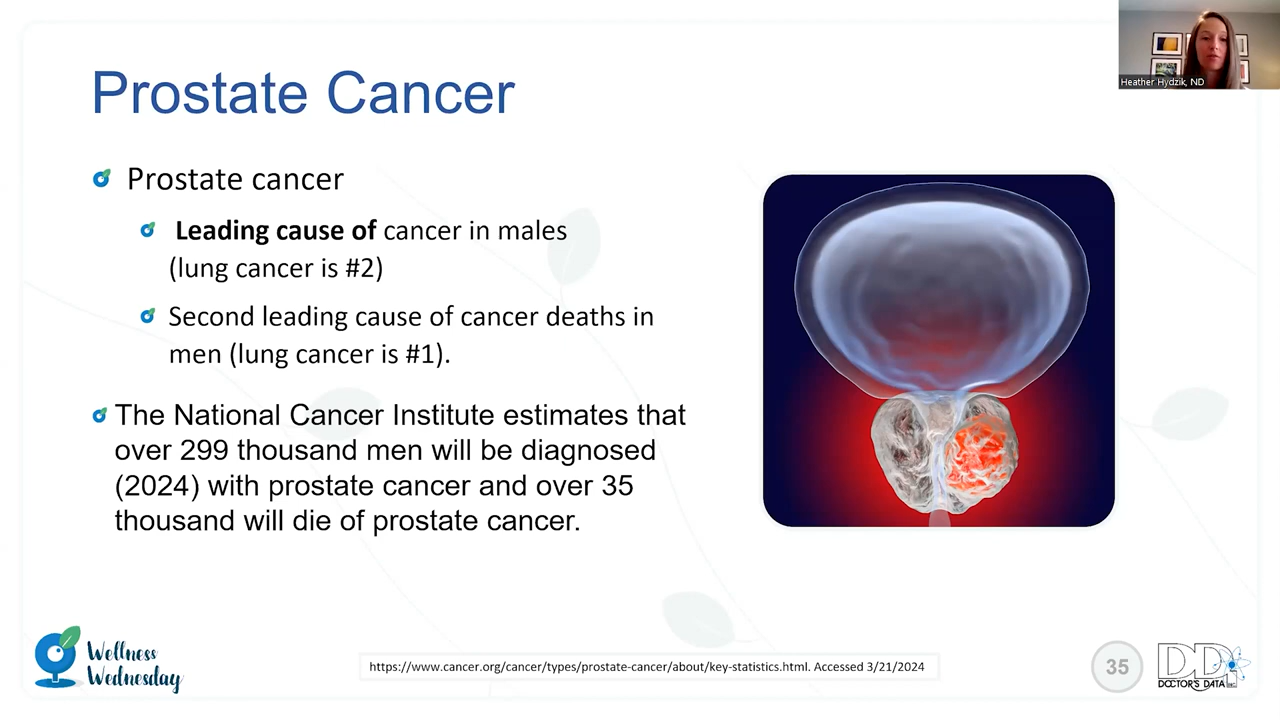 Heather Hydzik, ND
Prostate Cancer
Prostate cancer
Leading cause of cancer in males
(lung cancer is #2)
Second leading cause of cancer deaths in
men (lung cancer is #1).
The National Cancer Institute estimates that
over 299 thousand men will be diagnosed
(2024) with prostate cancer and over 35
thousand will die of prostate cancer.
Wellness
Wednesday
https://www.cancer.org/cancer/types/prostate-cancer/about/key-statistics.html. Accessed 3/21/2024
35
DDI
DOCTOR'S DATA INC.